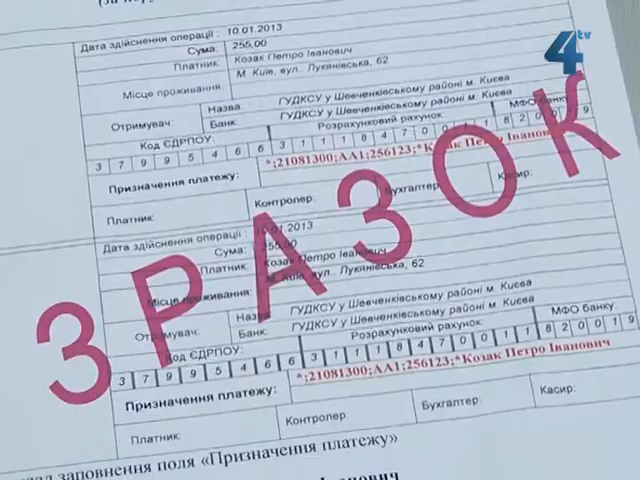 4 tv
Дата здійснення операції : 10.01.2013
Сума: 255,00
Платник: Козак Петро Іванович
Місце проживання: М. Київ, вул.. Лукянівська, 62
Отримувач: Назва: ГУДКСУ у Шевченківському районі м. Києва
Банк: ГУДКСУ у Шевченківському районі м. Києва
Код ЄДРПОУ: Розрахунковий рахунок: МФО банку:
3 7 9 9 5 4 6 6 3 1 1 1 8 4 7 0 0 1 1 8 2 0 0 1 9
Призначення платежу: *;21081300;АА1;256123;*Козак Петро Іванович
Платник: Контролер: Бухгалтер: Касир:
ЗРАЗОК
Дата здійснення операції : 10.01.2013
Сума: 255,00
Платник: Козак Петро Іванович
Місце проживання: М. Київ, вул.. Лукянівська, 62
Отримувач: Назва: ГУДКСУ у Шевченківському районі м. Києва
Банк: ГУДКСУ у Шевченківському районі м. Києва
Код ЄДРПОУ: Розрахунковий рахунок: МФО банку:
3 7 9 9 5 4 6 6 3 1 1 1 8 4 7 0 0 1 1 8 2 0 0 1 9
Призначення платежу: *;21081300;АА1;256123;*Козак Петро Іванович
Платник: Контролер: Бухгалтер: Касир:
заповнення поля «Призначення платежу»